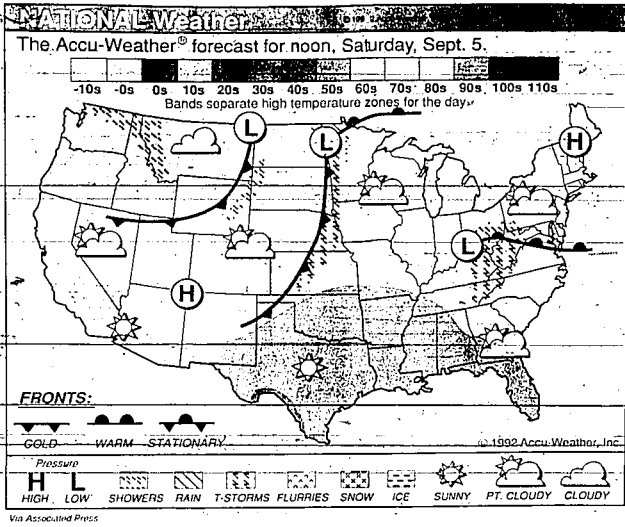 NATIONAL Weather
The Accu-Weather® forecast for noon, Saturday, Sept. 5.
-10s -0s 0s 10s 20s 30s 40s 50s 60s 70s 80s 90s 100s 110s
Bands separate high temperature zones for the day.
L
L
H
L
H
FRONTS:
COLD WARM STATIONARY
© 1992 Accu-Weather, Inc.
Pressure
H L
HIGH LOW SHOWERS RAIN T-STORMS FLURRIES SNOW ICE SUNNY PT. CLOUDY CLOUDY
Via Associated Press